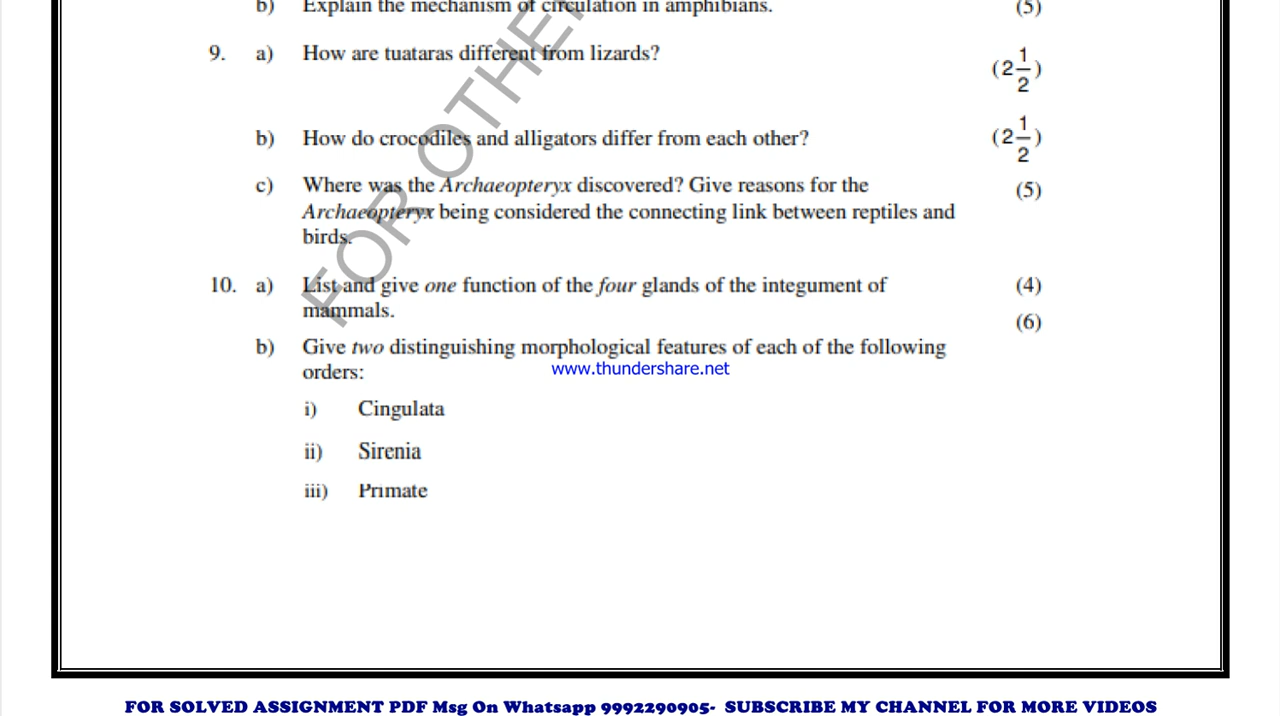 b) Explain the mechanism of circulation in amphibians. (5)
9. a) How are tuataras different from lizards? (2 1/2)
b) How do crocodiles and alligators differ from each other? (2 1/2)
c) Where was the Archaeopteryx discovered? Give reasons for the (5)
Archaeopteryx being considered the connecting link between reptiles and
birds.
10. a) List and give one function of the four glands of the integument of (4)
mammals.
(6)
b) Give two distinguishing morphological features of each of the following
orders:
www.thundershare.net
i) Cingulata
ii) Sirenia
iii) Primate
FOR OTHE
FOR SOLVED ASSIGNMENT PDF Msg On Whatsapp 9992290905- SUBSCRIBE MY CHANNEL FOR MORE VIDEOS